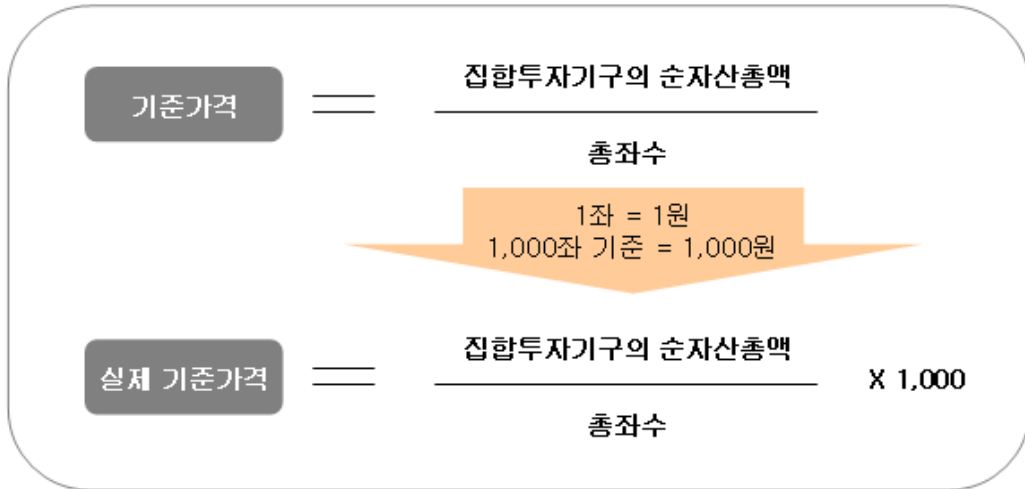 집합투자기구의 순자산총액
기준가격
총좌수
1좌 = 1원
1,000좌 기준 = 1,000원
집합투자기구의 순자산총액
실제 기준가격
X 1,000
총좌수